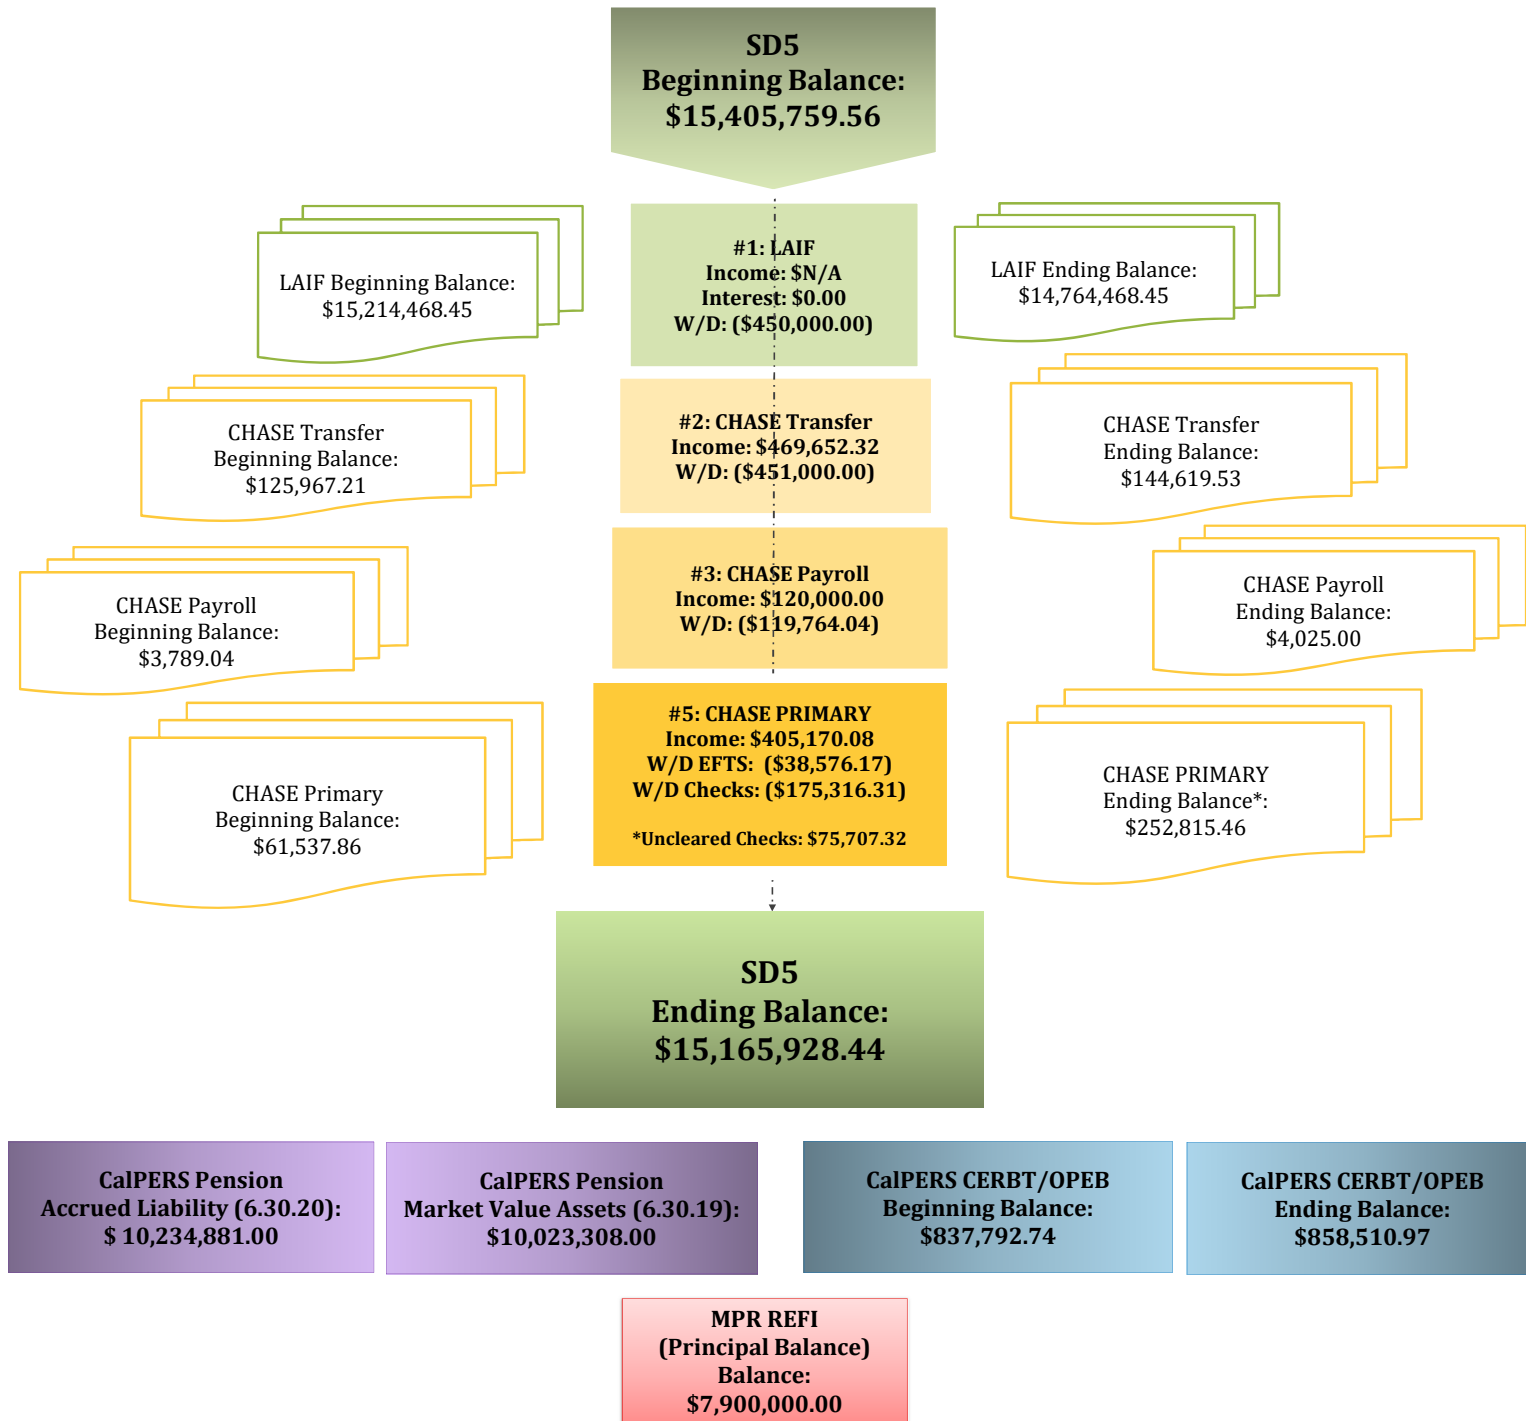 SD5
Beginning Balance:
$15,405,759.56
LAIF Beginning Balance:
$15,214,468.45
#1: LAIF
Income: $N/A
Interest: $0.00
W/D: ($450,000.00)
LAIF Ending Balance:
$14,764,468.45
CHASE Transfer
Beginning Balance:
$125,967.21
#2: CHASE Transfer
Income: $469,652.32
W/D: ($451,000.00)
CHASE Transfer
Ending Balance:
$144,619.53
CHASE Payroll
Beginning Balance:
$3,789.04
#3: CHASE Payroll
Income: $120,000.00
W/D: ($119,764.04)
CHASE Payroll
Ending Balance:
$4,025.00
CHASE Primary
Beginning Balance:
$61,537.86
#5: CHASE PRIMARY
Income: $405,170.08
W/D EFTS:  ($38,576.17)
W/D Checks: ($175,316.31)
*Uncleared Checks: $75,707.32
CHASE PRIMARY
Ending Balance*:
$252,815.46
SD5
Ending Balance:
$15,165,928.44
CalPERS Pension
Accrued Liability (6.30.20):
$ 10,234,881.00
CalPERS Pension
Market Value Assets (6.30.19):
$10,023,308.00
CalPERS CERBT/OPEB
Beginning Balance:
$837,792.74
CalPERS CERBT/OPEB
Ending Balance:
$858,510.97
MPR REFI
(Principal Balance)
Balance:
$7,900,000.00